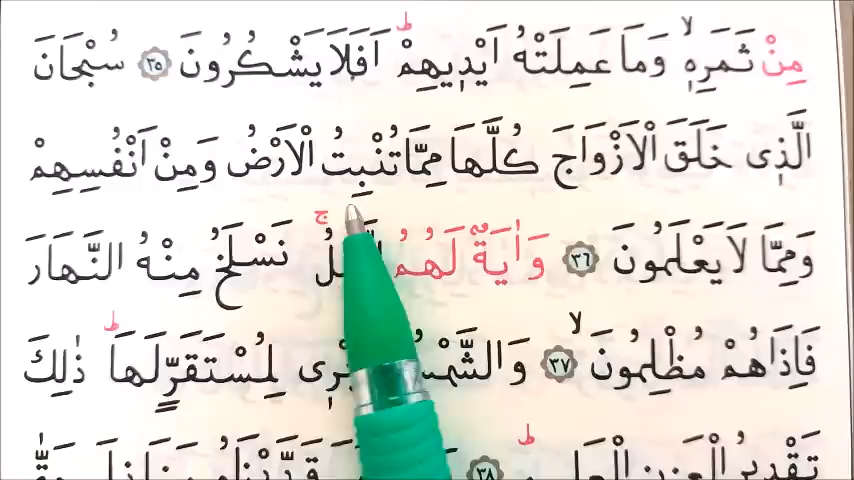 مِنْ ثَمَرِهٖۙ وَمَا عَمِلَتْهُ اَيْدٖيهِمْؕ اَفَلَا يَشْكُرُونَ ٣٥ سُبْحَانَ
الَّذٖى خَلَقَ الْاَزْوَاجَ كُلَّهَا مِمَّا تُنْبِتُ الْاَرْضُ وَمِنْ اَنْفُسِهِمْ
وَمِمَّا لَا يَعْلَمُونَ ٣٦ وَاٰيَةٌ لَهُمُ نَسْلَخُ مِنْهُ النَّهَارَ
فَاِذَا هُمْ مُظْلِمُونَۙ ٣٧ وَالشَّمْسُ لِمُسْتَقَرٍّ لَهَاؕ ذٰلِكَ
تَقْدٖيرُ الْعَزٖيزِ ٣٨